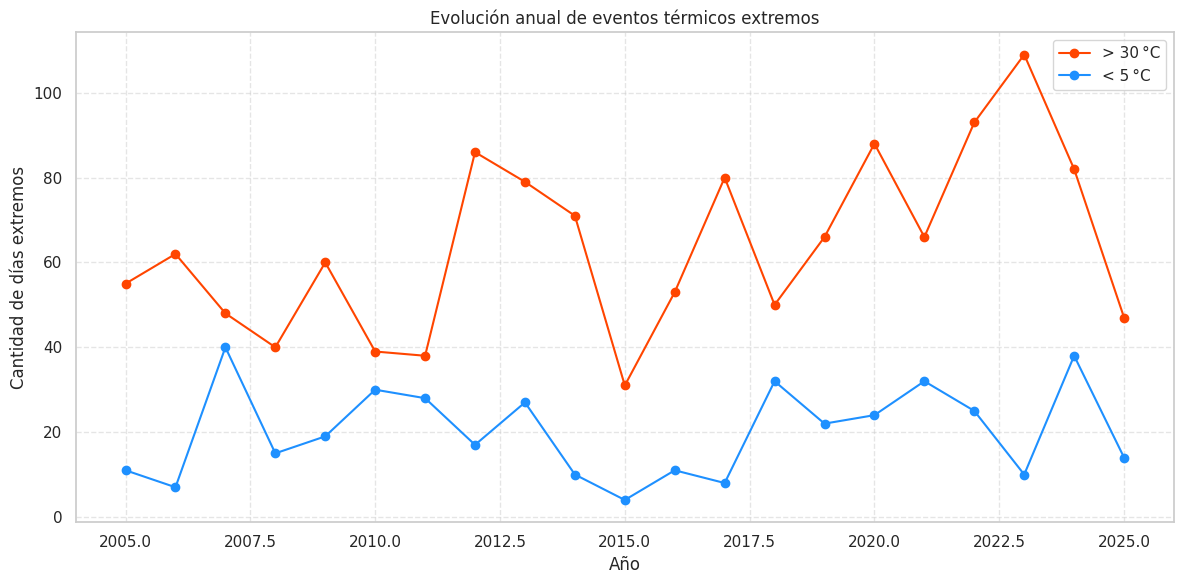 Evolución anual de eventos térmicos extremos
> 30 °C
< 5 °C
Cantidad de días extremos
100
80
60
40
20
0
2005.0 2007.5 2010.0 2012.5 2015.0 2017.5 2020.0 2022.5 2025.0
Año